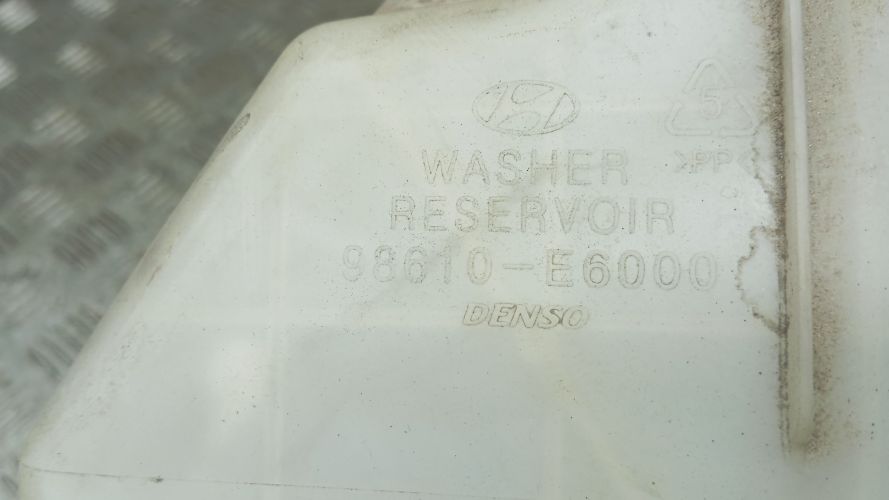 5
WASHER
>PP<
RESERVOIR
98610-E6000
DENSO